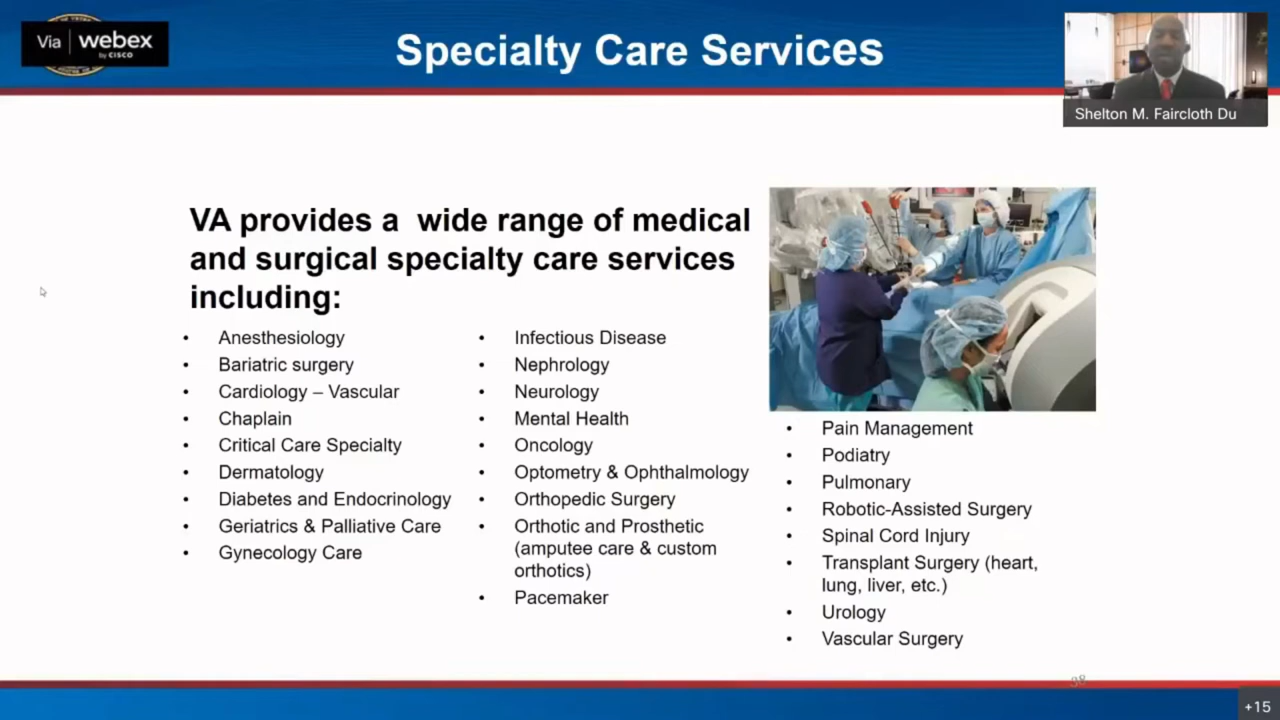 Via webex
by CISCO
Specialty Care Services
Shelton M. Faircloth Du
VA provides a  wide range of medical
and surgical specialty care services
including:
• Anesthesiology
• Bariatric surgery
• Cardiology – Vascular
• Chaplain
• Critical Care Specialty
• Dermatology
• Diabetes and Endocrinology
• Geriatrics & Palliative Care
• Gynecology Care
• Infectious Disease
• Nephrology
• Neurology
• Mental Health
• Oncology
• Optometry & Ophthalmology
• Orthopedic Surgery
• Orthotic and Prosthetic
(amputee care & custom
orthotics)
• Pacemaker
• Pain Management
• Podiatry
• Pulmonary
• Robotic-Assisted Surgery
• Spinal Cord Injury
• Transplant Surgery (heart,
lung, liver, etc.)
• Urology
• Vascular Surgery
38
+15